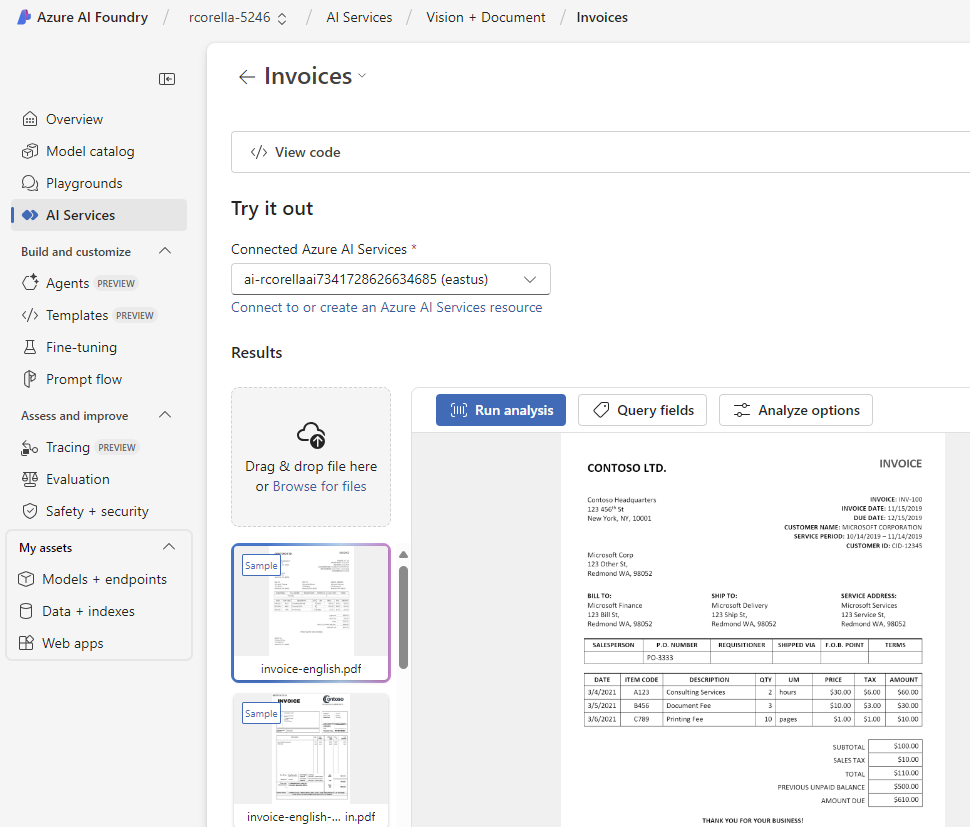 Azure AI Foundry / rcorella-5246 / AI Services / Vision + Document / Invoices
Overview
Model catalog
Playgrounds
AI Services
Build and customize
Agents PREVIEW
Templates PREVIEW
Fine-tuning
Prompt flow
Assess and improve
Tracing PREVIEW
Evaluation
Safety + security
My assets
Models + endpoints
Data + indexes
Web apps
Invoices
View code
Try it out
Connected Azure AI Services *
ai-rcorellaai7341728626634685 (eastus)
Connect to or create an Azure AI Services resource
Results
Drag & drop file here
or Browse for files
Sample
invoice-english.pdf
Sample
INVOICE
Contoso
invoice-english-... in.pdf
Run analysis Query fields Analyze options
CONTOSO LTD. INVOICE
Contoso Headquarters
123 456th St
New York, NY, 10001
INVOICE: INV-100
INVOICE DATE: 11/15/2019
DUE DATE: 12/15/2019
CUSTOMER NAME: MICROSOFT CORPORATION
SERVICE PERIOD: 10/14/2019 – 11/14/2019
CUSTOMER ID: CID-12345
Microsoft Corp
123 Other St,
Redmond WA, 98052
BILL TO:
Microsoft Finance
123 Bill St,
Redmond WA, 98052
SHIP TO:
Microsoft Delivery
123 Ship St,
Redmond WA, 98052
SERVICE ADDRESS:
Microsoft Services
123 Service St,
Redmond WA, 98052
SALESPERSON P.O. NUMBER REQUISITIONER SHIPPED VIA F.O.B. POINT TERMS
PO-3333
DATE ITEM CODE DESCRIPTION QTY UM PRICE TAX AMOUNT
3/4/2021 A123 Consulting Services 2 hours $30.00 $6.00 $60.00
3/5/2021 B456 Document Fee 3 $10.00 $3.00 $30.00
3/6/2021 C789 Printing Fee 10 pages $1.00 $1.00 $10.00
SUBTOTAL $100.00
SALES TAX $10.00
TOTAL $110.00
PREVIOUS UNPAID BALANCE $500.00
AMOUNT DUE $610.00
THANK YOU FOR YOUR BUSINESS!